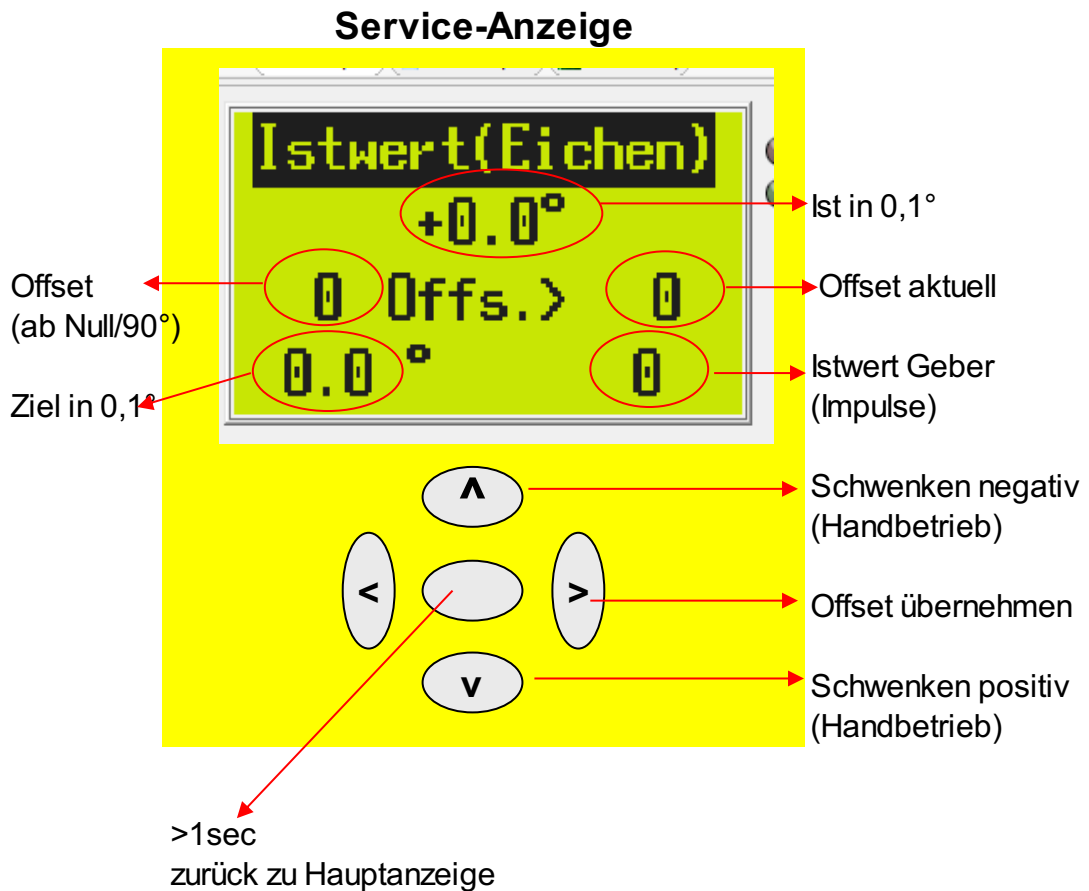 Service-Anzeige
Istwert(Eichen)
+0.0°
0 Offs.> 0
0.0 ° 0
Ist in 0,1°
Offset
(ab Null/90°)
Offset aktuell
Ziel in 0,1°
Istwert Geber
(Impulse)
^
Schwenken negativ
(Handbetrieb)
< >
Offset übernehmen
v
Schwenken positiv
(Handbetrieb)
>1sec
zurück zu Hauptanzeige